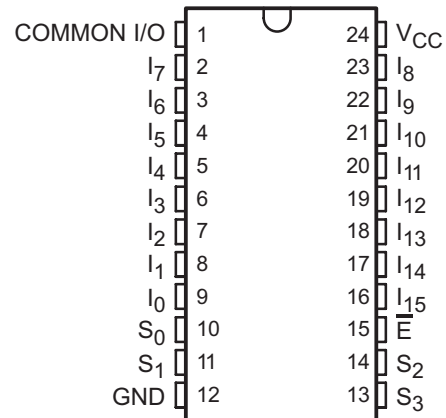 COMMON I/O 1 24 VCC
I7 2 23 I8
I6 3 22 I9
I5 4 21 I10
I4 5 20 I11
I3 6 19 I12
I2 7 18 I13
I1 8 17 I14
I0 9 16 I15
S0 10 15 E̅
S1 11 14 S2
GND 12 13 S3